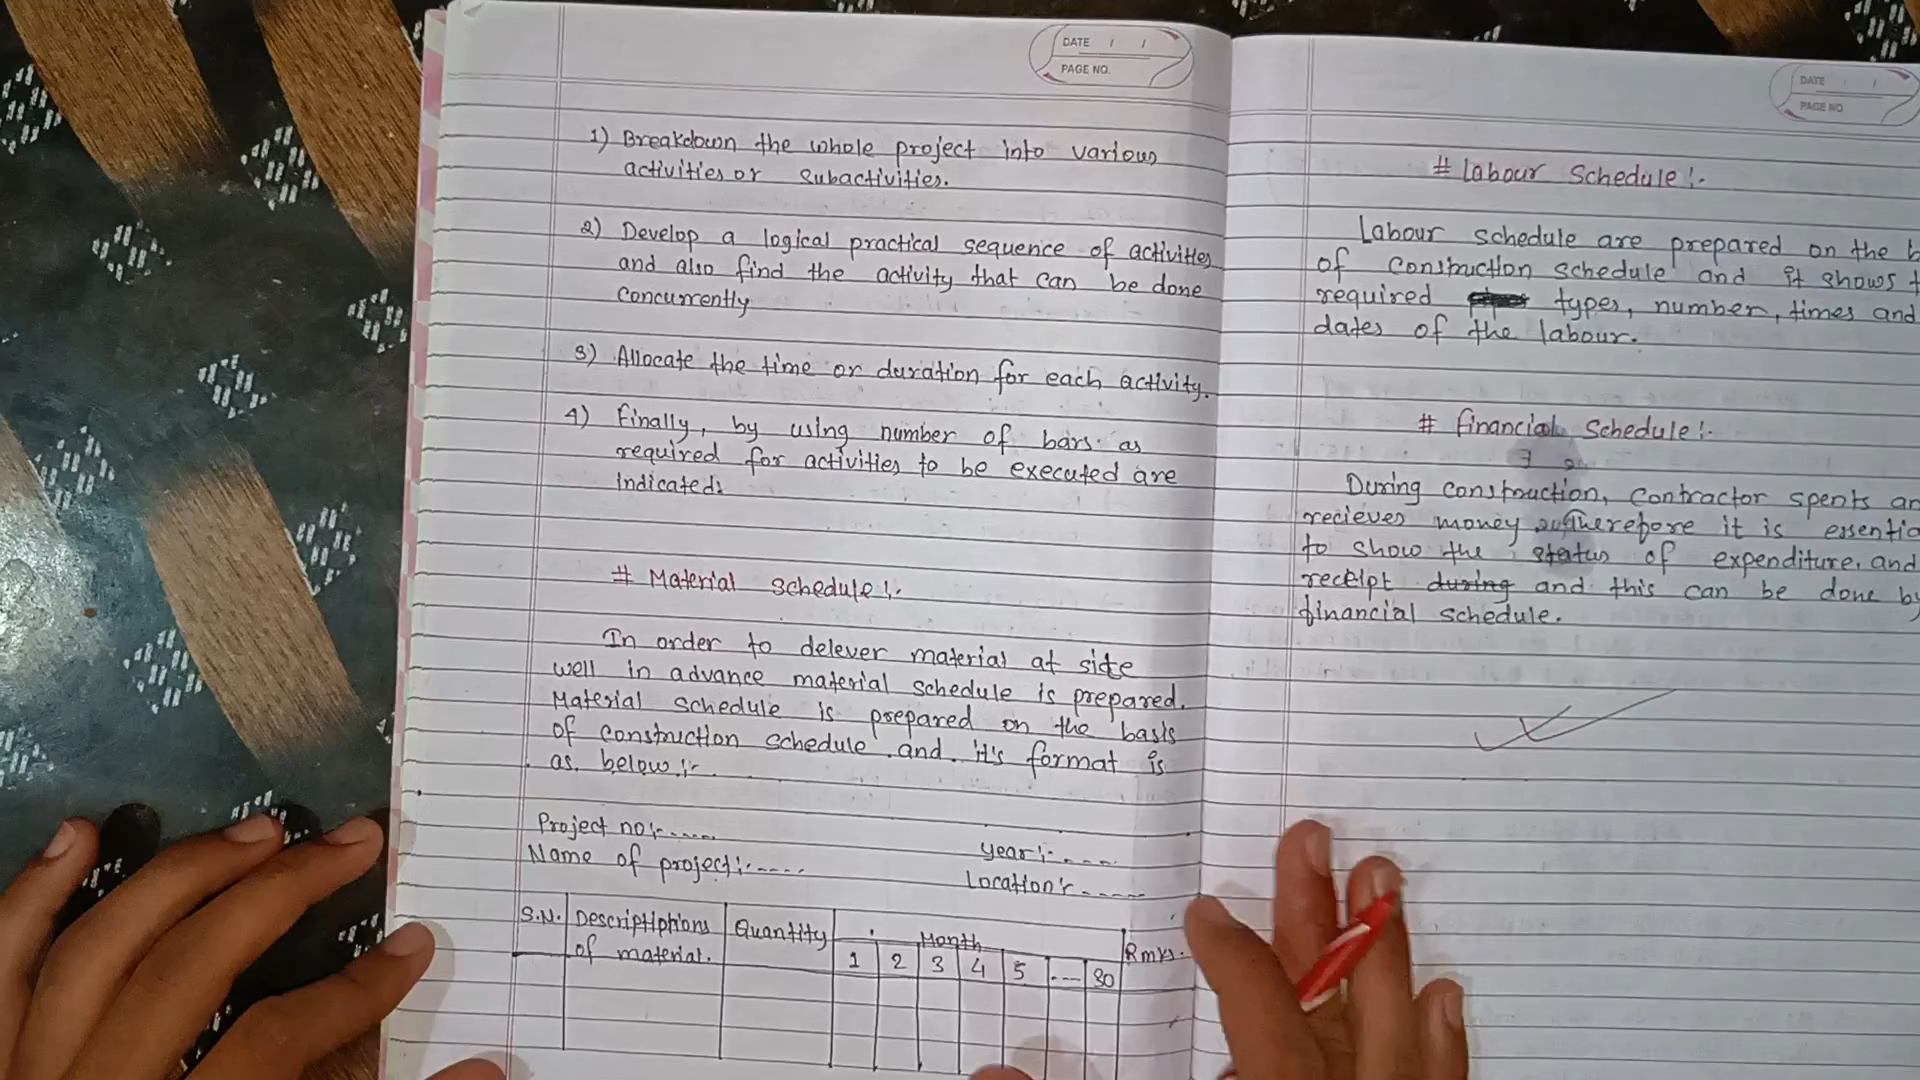 DATE / /
PAGE NO.
1) Breakdown the whole project into various
activities or subactivities.
2) Develop a logical practical sequence of activities
and also find the activity that can be done
concurrently
3) Allocate the time or duration for each activity.
4) finally, by using number of bars as
required for activities to be executed are
indicated.
# Material schedule :-
In order to delever material at site
well in advance material schedule is prepared.
Material schedule is prepared on the basis
of construction schedule and it's format is
as below :-
Project no:- .....
Year :- ....
Name of project :- ....
Location :- .....
S.N. Descriptiphions Quantity Month Rmks.
of material. 1 2 3 4 5 ... 30
DATE / /
PAGE NO
# Labour Schedule :-
Labour schedule are prepared on the
of construction schedule and it shows
required types, number, times and
dates of the labour.
# financial Schedule :-
During construction, contractor spents
recieves money Therefore it is
to show the status of expenditure and
receipt during and this can be done by
financial schedule.